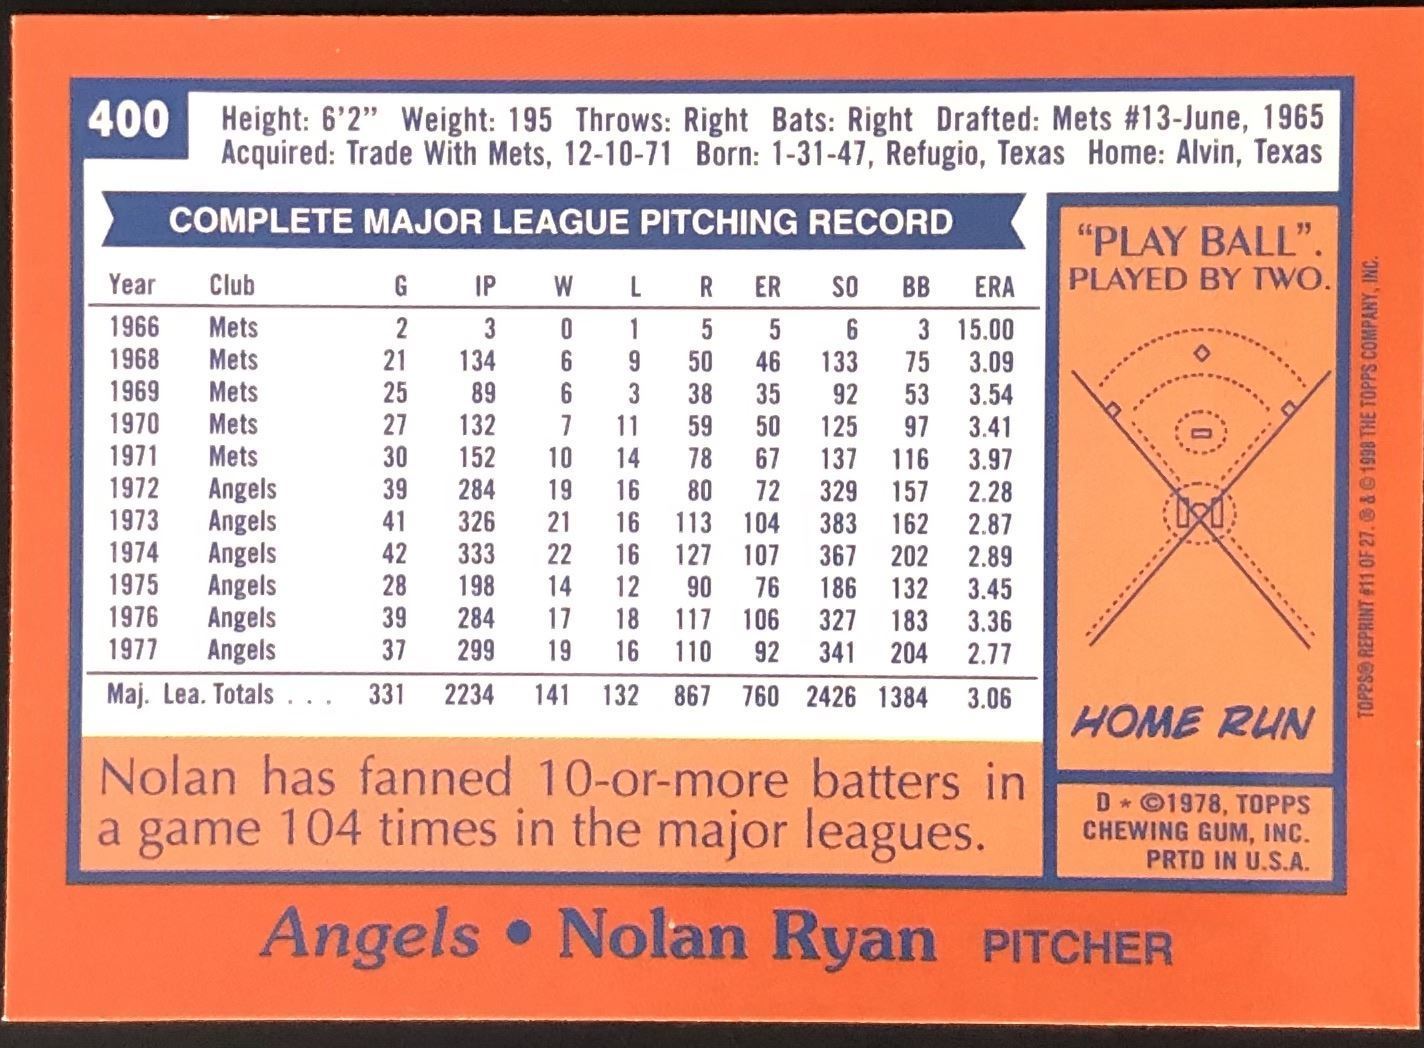 400
Height: 6'2" Weight: 195 Throws: Right Bats: Right Drafted: Mets #13-June, 1965
Acquired: Trade With Mets, 12-10-71 Born: 1-31-47, Refugio, Texas Home: Alvin, Texas
COMPLETE MAJOR LEAGUE PITCHING RECORD
Year Club G IP W L R ER SO BB ERA
1966 Mets 2 3 0 1 5 5 6 3 15.00
1968 Mets 21 134 6 9 50 46 133 75 3.09
1969 Mets 25 89 6 3 38 35 92 53 3.54
1970 Mets 27 132 7 11 59 50 125 97 3.41
1971 Mets 30 152 10 14 78 67 137 116 3.97
1972 Angels 39 284 19 16 80 72 329 157 2.28
1973 Angels 41 326 21 16 113 104 383 162 2.87
1974 Angels 42 333 22 16 127 107 367 202 2.89
1975 Angels 28 198 14 12 90 76 186 132 3.45
1976 Angels 39 284 17 18 117 106 327 183 3.36
1977 Angels 37 299 19 16 110 92 341 204 2.77
Maj. Lea. Totals . . . 331 2234 141 132 867 760 2426 1384 3.06
Nolan has fanned 10-or-more batters in
a game 104 times in the major leagues.
"PLAY BALL".
PLAYED BY TWO.
HOME RUN
D * ©1978, TOPPS
CHEWING GUM, INC.
PRTD IN U.S.A.
TOPPS® REPRINT #11 OF 27. ® & © 1998 THE TOPPS COMPANY, INC.
Angels • Nolan Ryan PITCHER